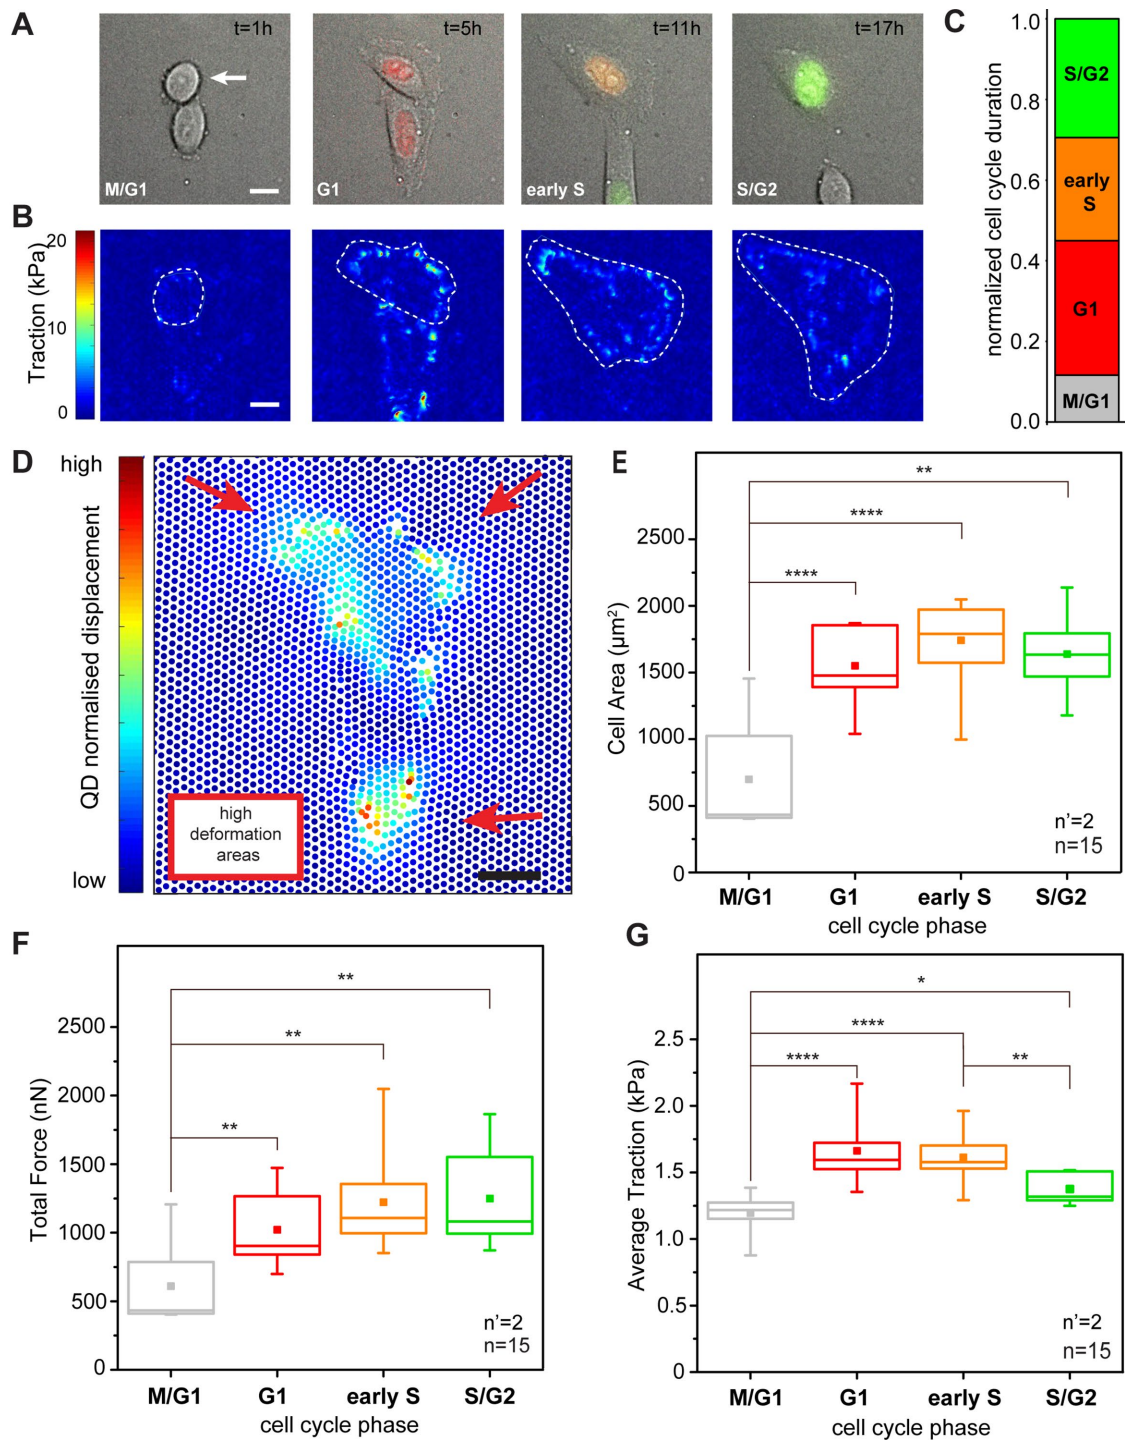 A
t=1h
M/G1
t=5h
G1
t=11h
early S
t=17h
S/G2
B
Traction (kPa)
20
10
0
C
normalized cell cycle duration
1.0
0.8
0.6
0.4
0.2
0.0
S/G2
early
S
G1
M/G1
D
high
QD normalised displacement
low
high
deformation
areas
E
Cell Area (µm²)
2500
2000
1500
1000
500
0
**
****
****
n’=2
n=15
M/G1 G1 early S S/G2
cell cycle phase
F
Total Force (nN)
2500
2000
1500
1000
500
0
**
**
**
n’=2
n=15
M/G1 G1 early S S/G2
cell cycle phase
G
Average Traction (kPa)
2.5
2.0
1.5
1.0
0.5
0
*
****
****
**
n’=2
n=15
M/G1 G1 early S S/G2
cell cycle phase